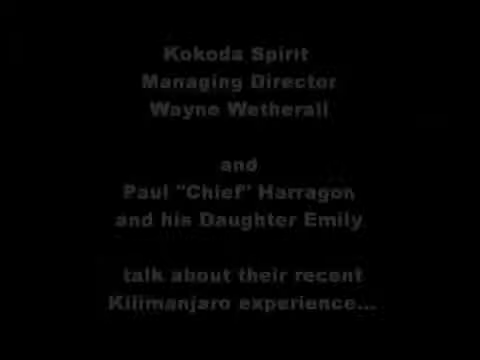 Kokoda Spirit
Managing Director
Wayne Wetherall
and
Paul "Chief" Harragon
and his Daughter Emily
talk about their recent
Kilimanjaro experience...